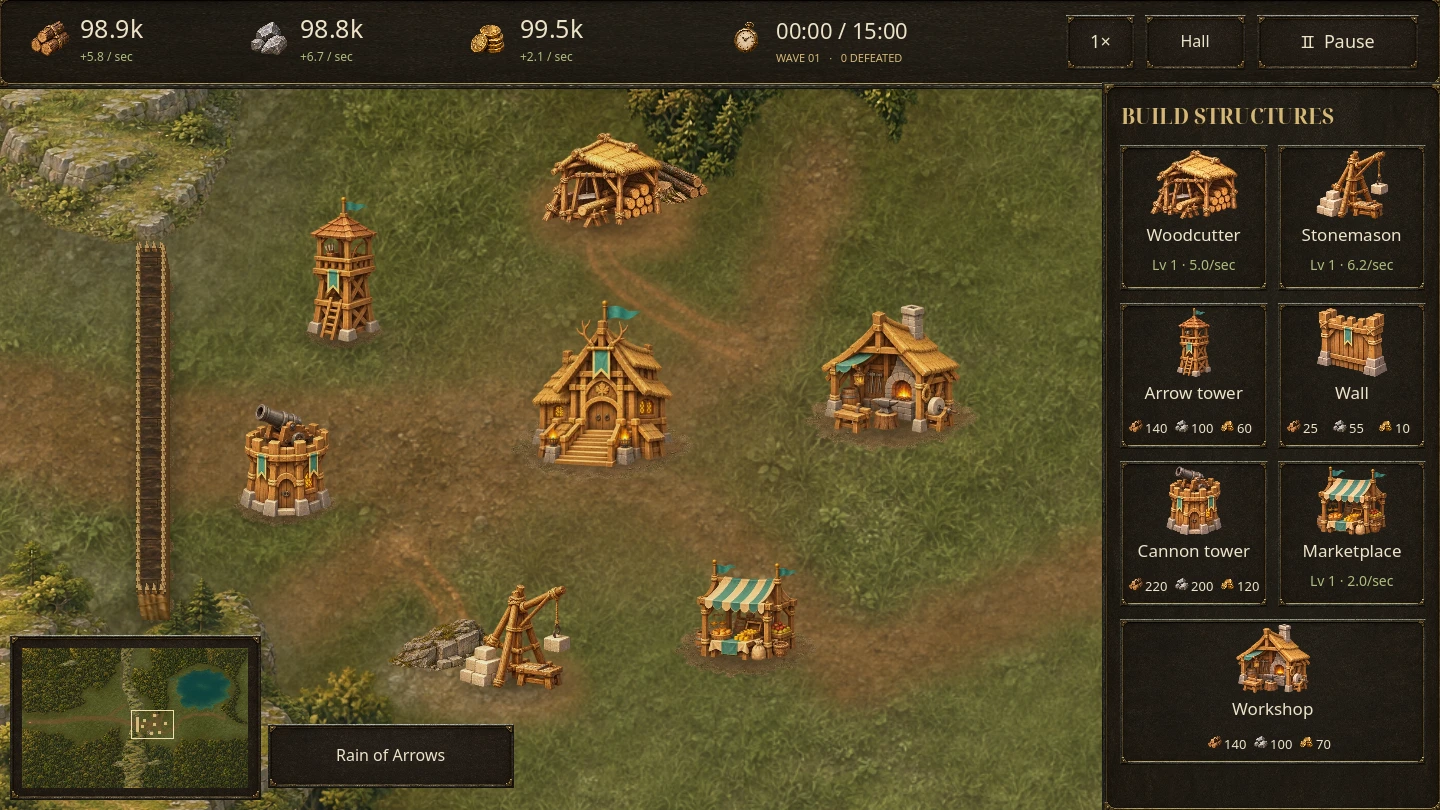 98.9k
+5.8 / sec
98.8k
+6.7 / sec
99.5k
+2.1 / sec
00:00 / 15:00
WAVE 01 · 0 DEFEATED
1×
Hall
Pause
BUILD STRUCTURES
Woodcutter
Lv 1 · 5.0/sec
Stonemason
Lv 1 · 6.2/sec
Arrow tower
140 100 60
Wall
25 55 10
Cannon tower
220 200 120
Marketplace
Lv 1 · 2.0/sec
Workshop
140 100 70
Rain of Arrows